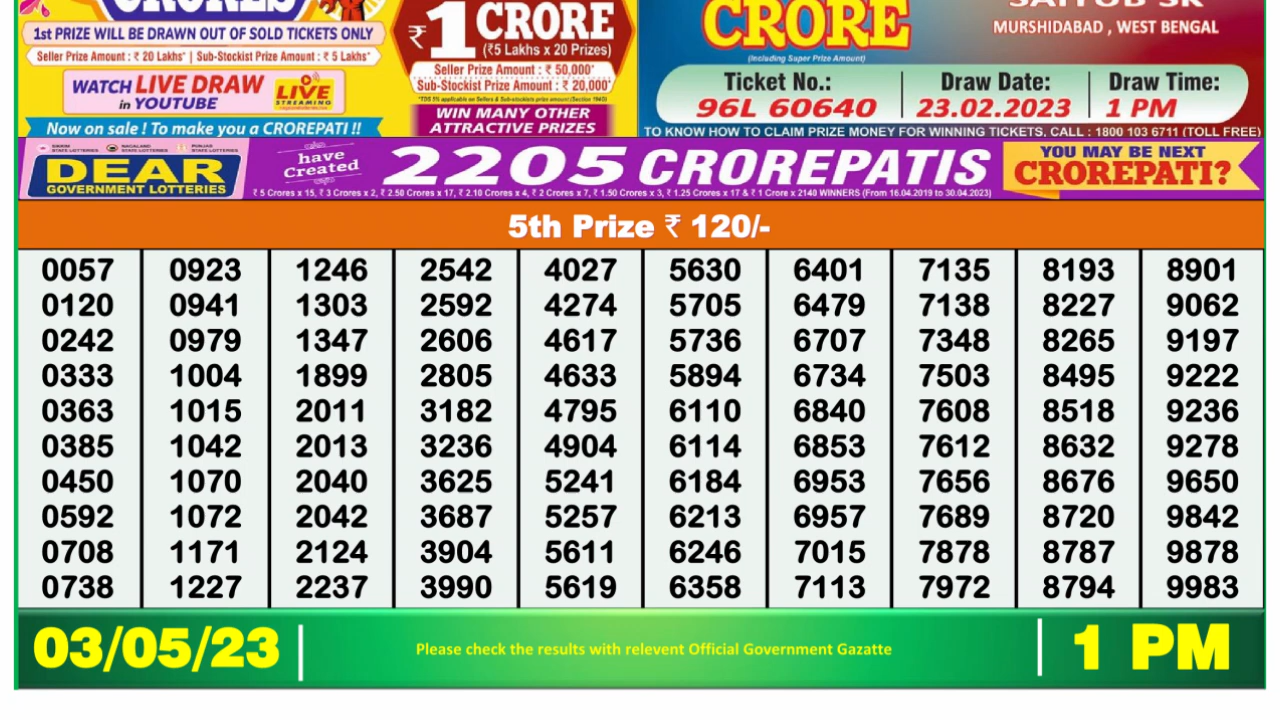 CRORES
1st PRIZE WILL BE DRAWN OUT OF SOLD TICKETS ONLY
Seller Prize Amount : ₹ 20 Lakhs* | Sub-Stockist Prize Amount : ₹ 5 Lakhs*
WATCH LIVE DRAW
in YOUTUBE
LIVE
STREAMING
Now on sale ! To make you a CROREPATI !!
₹ 1 CRORE
(₹5 Lakhs x 20 Prizes)
Seller Prize Amount : ₹ 50,000*
Sub-Stockist Prize Amount : ₹ 20,000*
WIN MANY OTHER
ATTRACTIVE PRIZES
CRORE
(Including Super Prize Amount)
SAIYUB SK
MURSHIDABAD , WEST BENGAL
Ticket No.: Draw Date: Draw Time:
96L 60640 23.02.2023 1 PM
TO KNOW HOW TO CLAIM PRIZE MONEY FOR WINNING TICKETS, CALL : 1800 103 6711 (TOLL FREE)
DEAR
GOVERNMENT LOTTERIES
have
Created
2205 CROREPATIS
₹ 5 Crores x 15, ₹ 3 Crores x 2, ₹ 2.50 Crores x 17, ₹ 2.10 Crores x 4, ₹ 2 Crores x 7, ₹ 1.50 Crores x 3, ₹ 1.25 Crores x 17 & ₹ 1 Crore x 2140 WINNERS (From 16.04.2019 to 30.04.2023)
YOU MAY BE NEXT
CROREPATI?
5th Prize ₹ 120/-
0057 0923 1246 2542 4027 5630 6401 7135 8193 8901
0120 0941 1303 2592 4274 5705 6479 7138 8227 9062
0242 0979 1347 2606 4617 5736 6707 7348 8265 9197
0333 1004 1899 2805 4633 5894 6734 7503 8495 9222
0363 1015 2011 3182 4795 6110 6840 7608 8518 9236
0385 1042 2013 3236 4904 6114 6853 7612 8632 9278
0450 1070 2040 3625 5241 6184 6953 7656 8676 9650
0592 1072 2042 3687 5257 6213 6957 7689 8720 9842
0708 1171 2124 3904 5611 6246 7015 7878 8787 9878
0738 1227 2237 3990 5619 6358 7113 7972 8794 9983
03/05/23
Please check the results with relevent Official Government Gazatte
1 PM